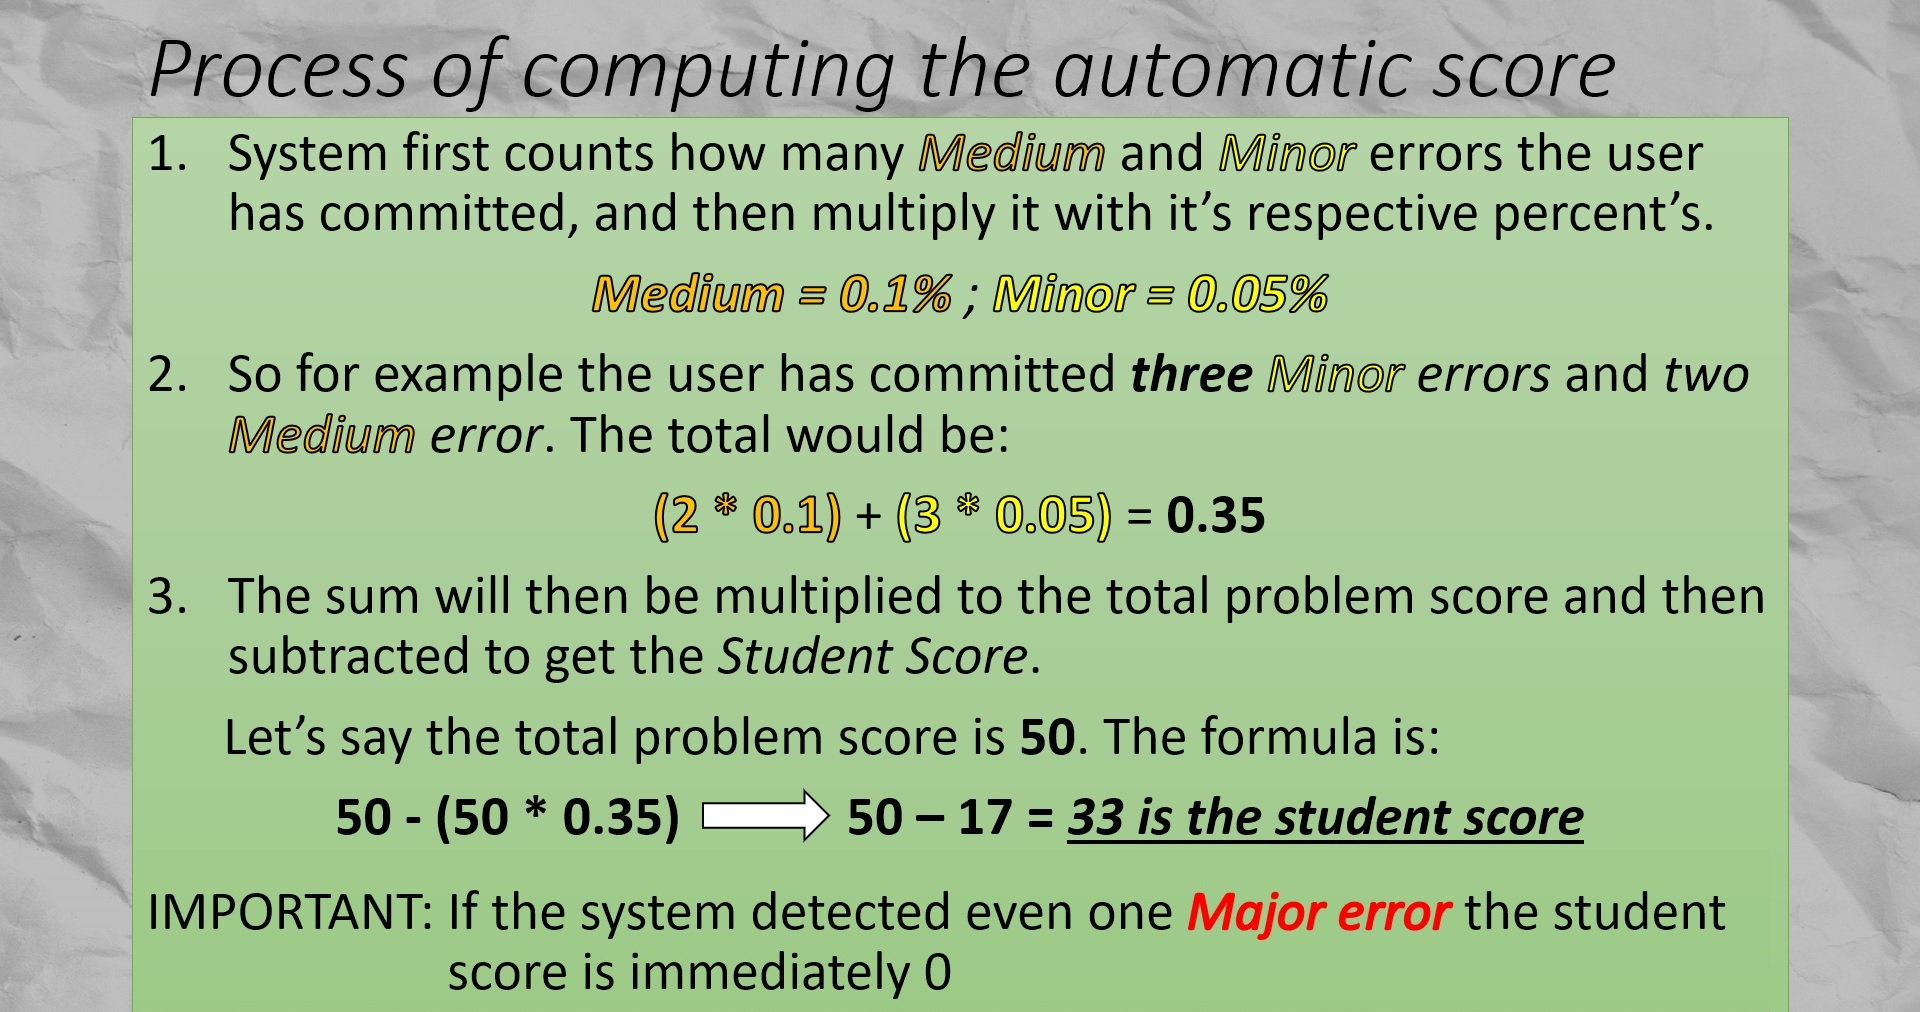 Process of computing the automatic score
1. System first counts how many Medium and Minor errors the user
has committed, and then multiply it with it’s respective percent’s.
Medium = 0.1% ; Minor = 0.05%
2. So for example the user has committed three Minor errors and two
Medium error. The total would be:
(2 * 0.1) + (3 * 0.05) = 0.35
3. The sum will then be multiplied to the total problem score and then
subtracted to get the Student Score.
Let’s say the total problem score is 50. The formula is:
50 - (50 * 0.35) 50 – 17 = 33 is the student score
IMPORTANT: If the system detected even one Major error the student
score is immediately 0